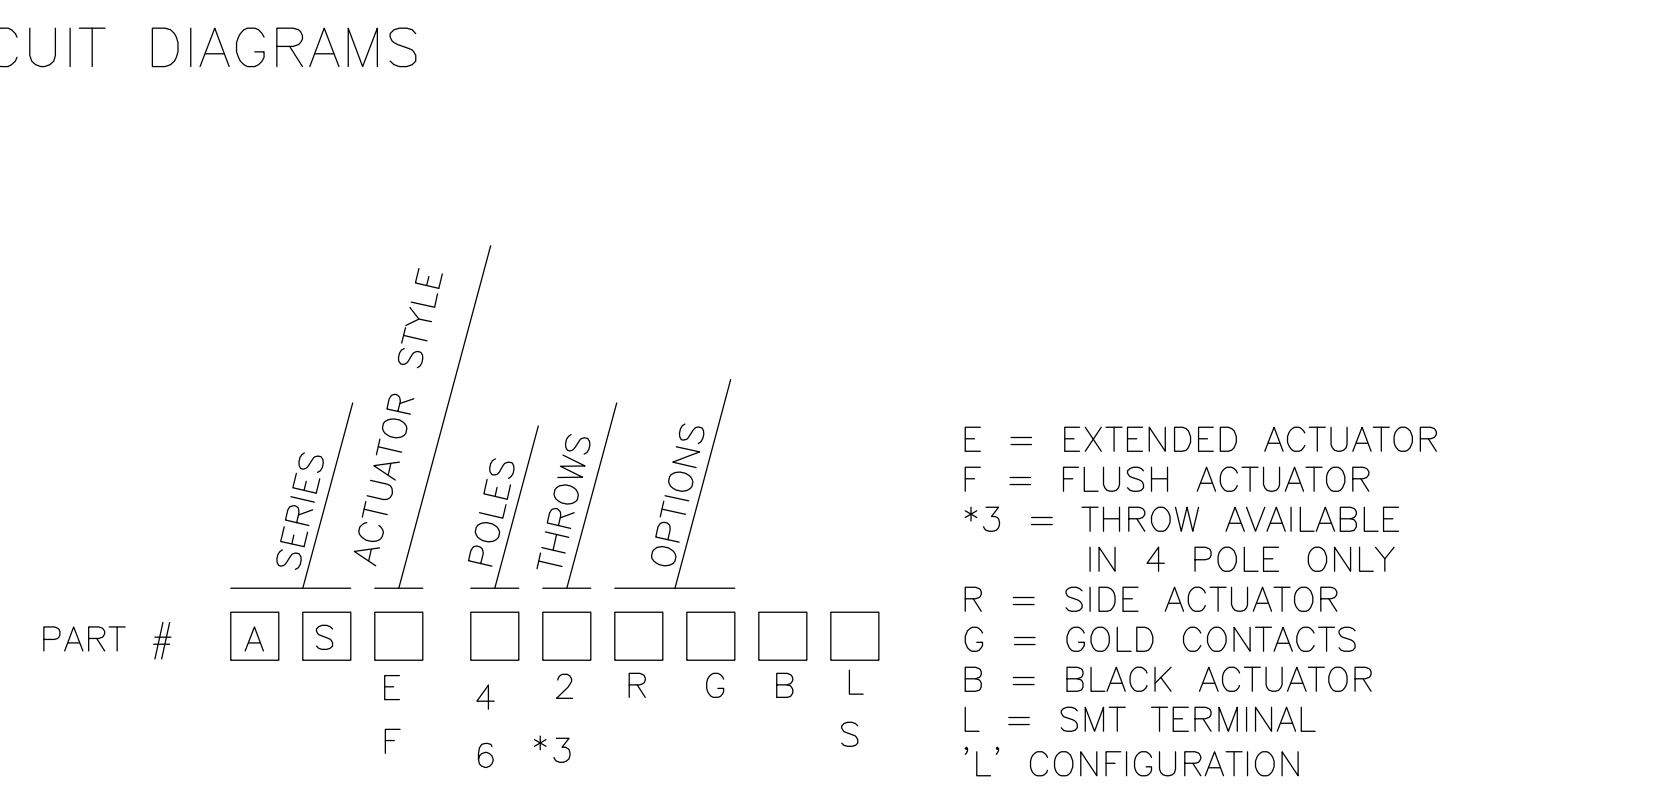 CUIT DIAGRAMS
SERIES
ACTUATOR STYLE
POLES
THROWS
OPTIONS
PART # A S
E 4 2 R G B L
F 6 *3 S
E = EXTENDED ACTUATOR
F = FLUSH ACTUATOR
*3 = THROW AVAILABLE
IN 4 POLE ONLY
R = SIDE ACTUATOR
G = GOLD CONTACTS
B = BLACK ACTUATOR
L = SMT TERMINAL
'L' CONFIGURATION